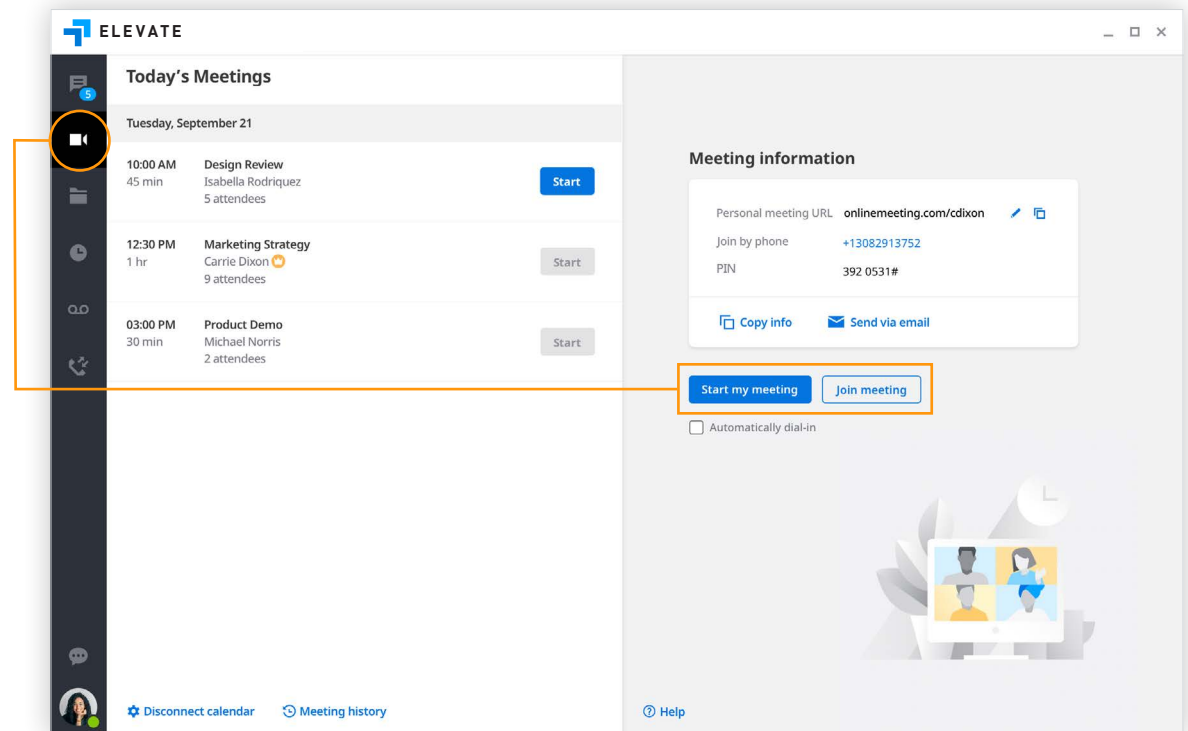 ELEVATE
Today's Meetings
5
Tuesday, September 21
10:00 AM Design Review
45 min Isabella Rodriquez
5 attendees
Start
12:30 PM Marketing Strategy
1 hr Carrie Dixon
9 attendees
Start
03:00 PM Product Demo
30 min Michael Norris
2 attendees
Start
Disconnect calendar Meeting history
Meeting information
Personal meeting URL onlinemeeting.com/cdixon
Join by phone +13082913752
PIN 392 0531#
Copy info Send via email
Start my meeting Join meeting
Automatically dial-in
Help